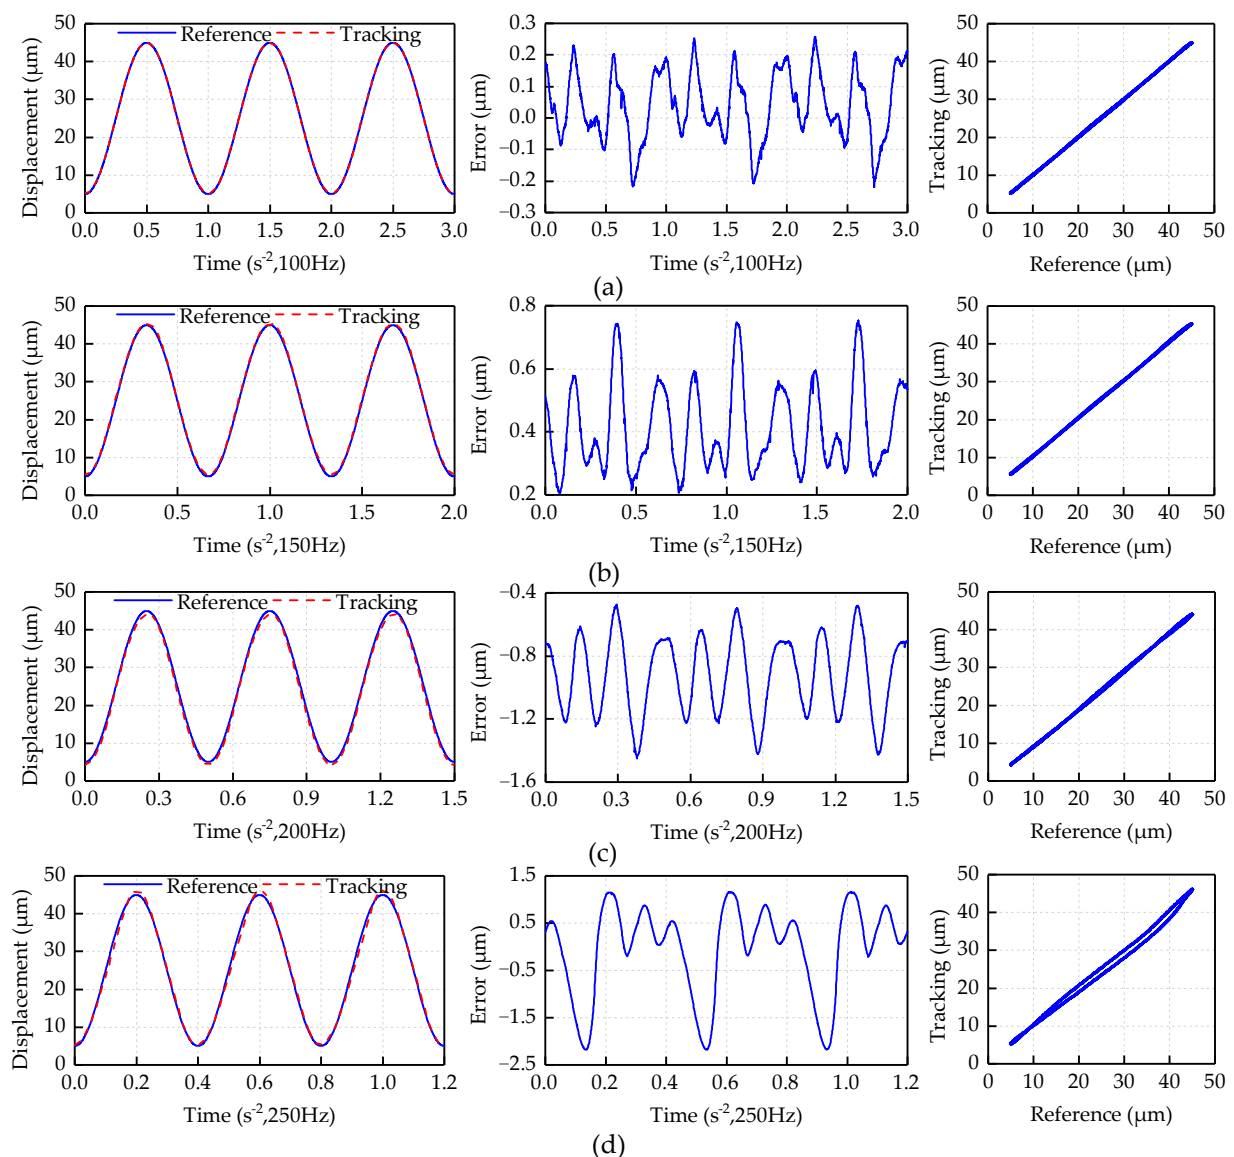 Displacement (μm)
50
40
30
20
10
0
Reference
Tracking
0.0 0.5 1.0 1.5 2.0 2.5 3.0
Time (s-2,100Hz)
Error (μm)
0.3
0.2
0.1
0.0
−0.1
−0.2
−0.3
0.0 0.5 1.0 1.5 2.0 2.5 3.0
Time (s-2,100Hz)
Tracking (μm)
50
40
30
20
10
0
0 10 20 30 40 50
Reference (μm)
(a)
Displacement (μm)
50
40
30
20
10
0
Reference
Tracking
0.0 0.5 1.0 1.5 2.0
Time (s-2,150Hz)
Error (μm)
0.8
0.6
0.4
0.2
0.0 0.5 1.0 1.5 2.0
Time (s-2,150Hz)
Tracking (μm)
50
40
30
20
10
0
0 10 20 30 40 50
Reference (μm)
(b)
Displacement (μm)
50
40
30
20
10
0
Reference
Tracking
0.0 0.3 0.6 0.9 1.2 1.5
Time (s-2,200Hz)
Error (μm)
−0.4
−0.8
−1.2
−1.6
0.0 0.3 0.6 0.9 1.2 1.5
Time (s-2,200Hz)
Tracking (μm)
50
40
30
20
10
0
0 10 20 30 40 50
Reference (μm)
(c)
Displacement (μm)
50
40
30
20
10
0
Reference
Tracking
0.0 0.2 0.4 0.6 0.8 1.0 1.2
Time (s-2,250Hz)
Error (μm)
1.5
0.5
−0.5
−1.5
−2.5
0.0 0.2 0.4 0.6 0.8 1.0 1.2
Time (s-2,250Hz)
Tracking (μm)
50
40
30
20
10
0
0 10 20 30 40 50
Reference (μm)
(d)